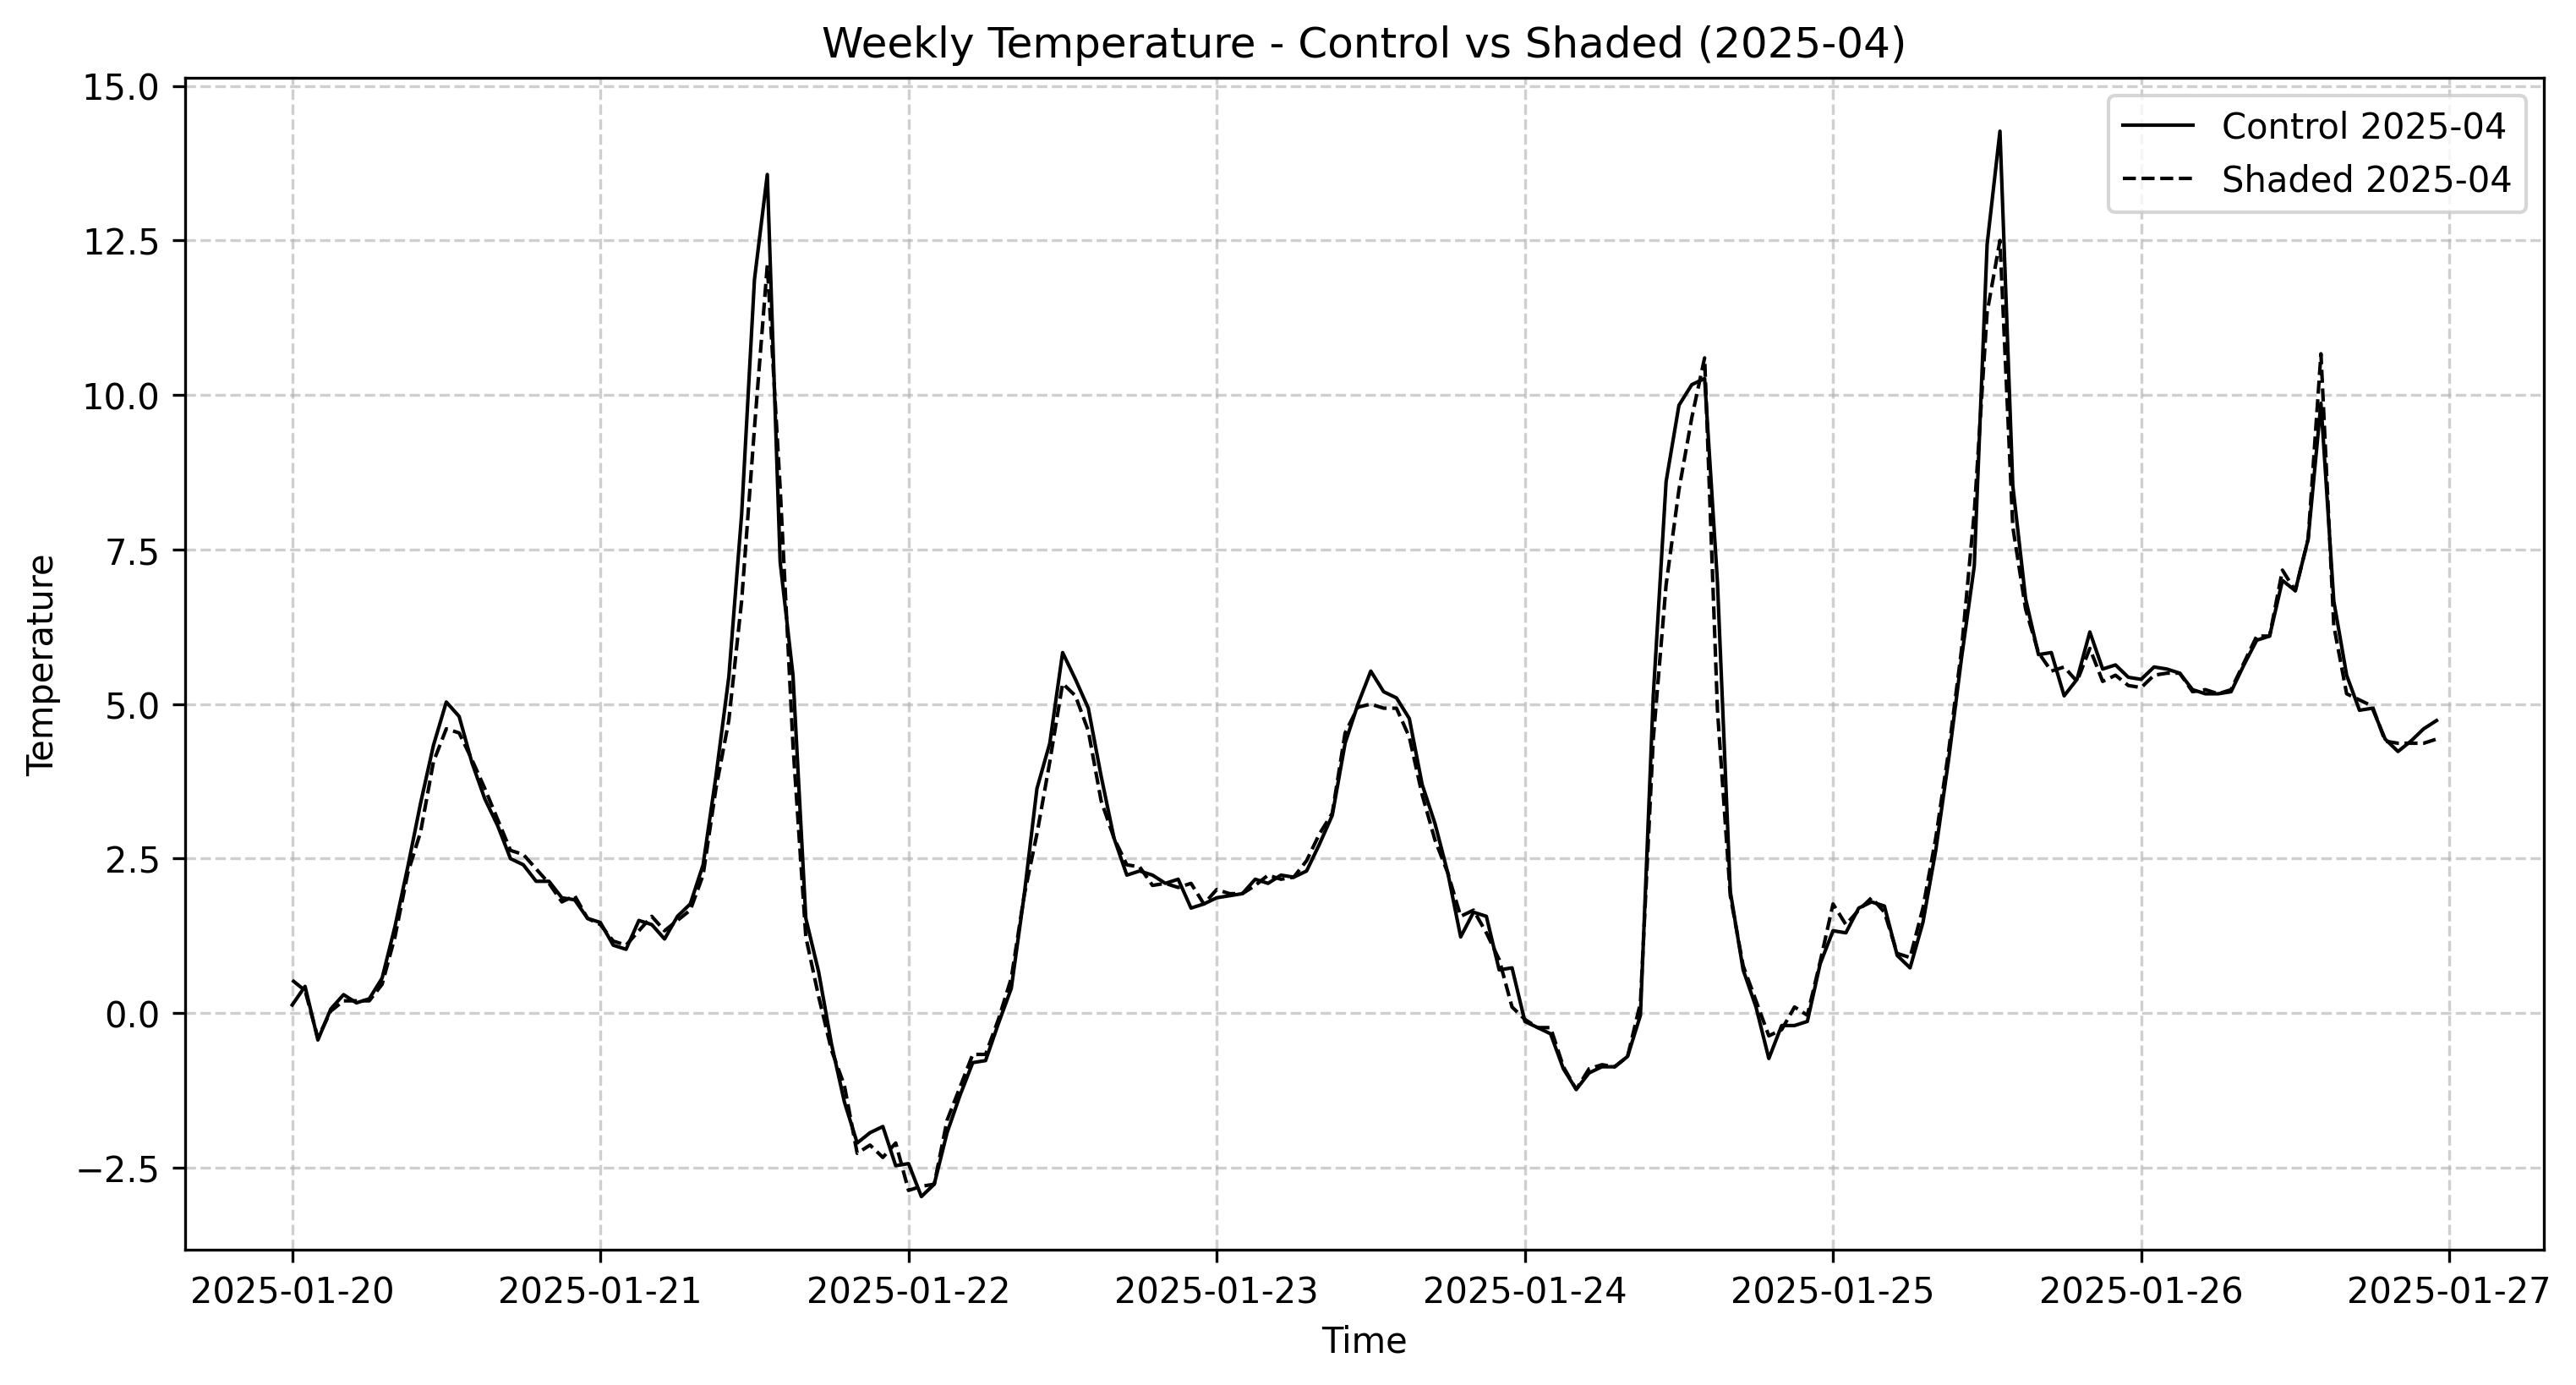 Weekly Temperature - Control vs Shaded (2025-04)
Control 2025-04
Shaded 2025-04
Temperature
15.0
12.5
10.0
7.5
5.0
2.5
0.0
−2.5
2025-01-20 2025-01-21 2025-01-22 2025-01-23 2025-01-24 2025-01-25 2025-01-26 2025-01-27
Time